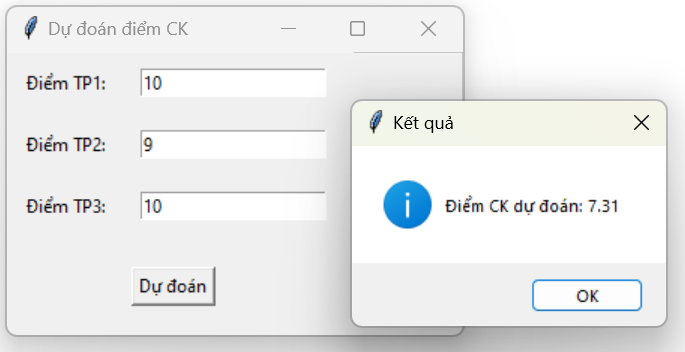 Dự đoán điểm CK
Điểm TP1: 10
Điểm TP2: 9
Điểm TP3: 10
Dự đoán
Kết quả
Điểm CK dự đoán: 7.31
OK